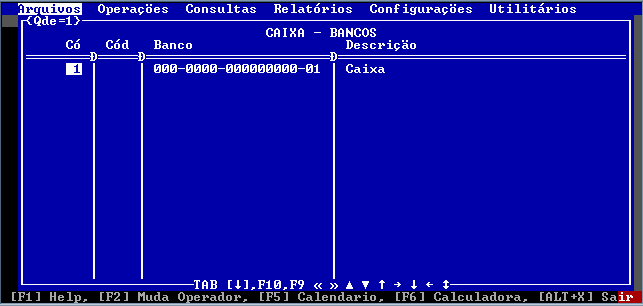 Arquivos Operações Consultas Relatórios Configurações Utilitários
{Qde=1}
CAIXA - BANCOS
Có Cód Banco Descrição
1 000-0000-000000000-01 Caixa
TAB [↓],F10,F9 « » ▲ ▼ ↑ → ↓ ← ↕
[F1] Help, [F2] Muda Operador, [F5] Calendario, [F6] Calculadora, [ALT+X] Sair